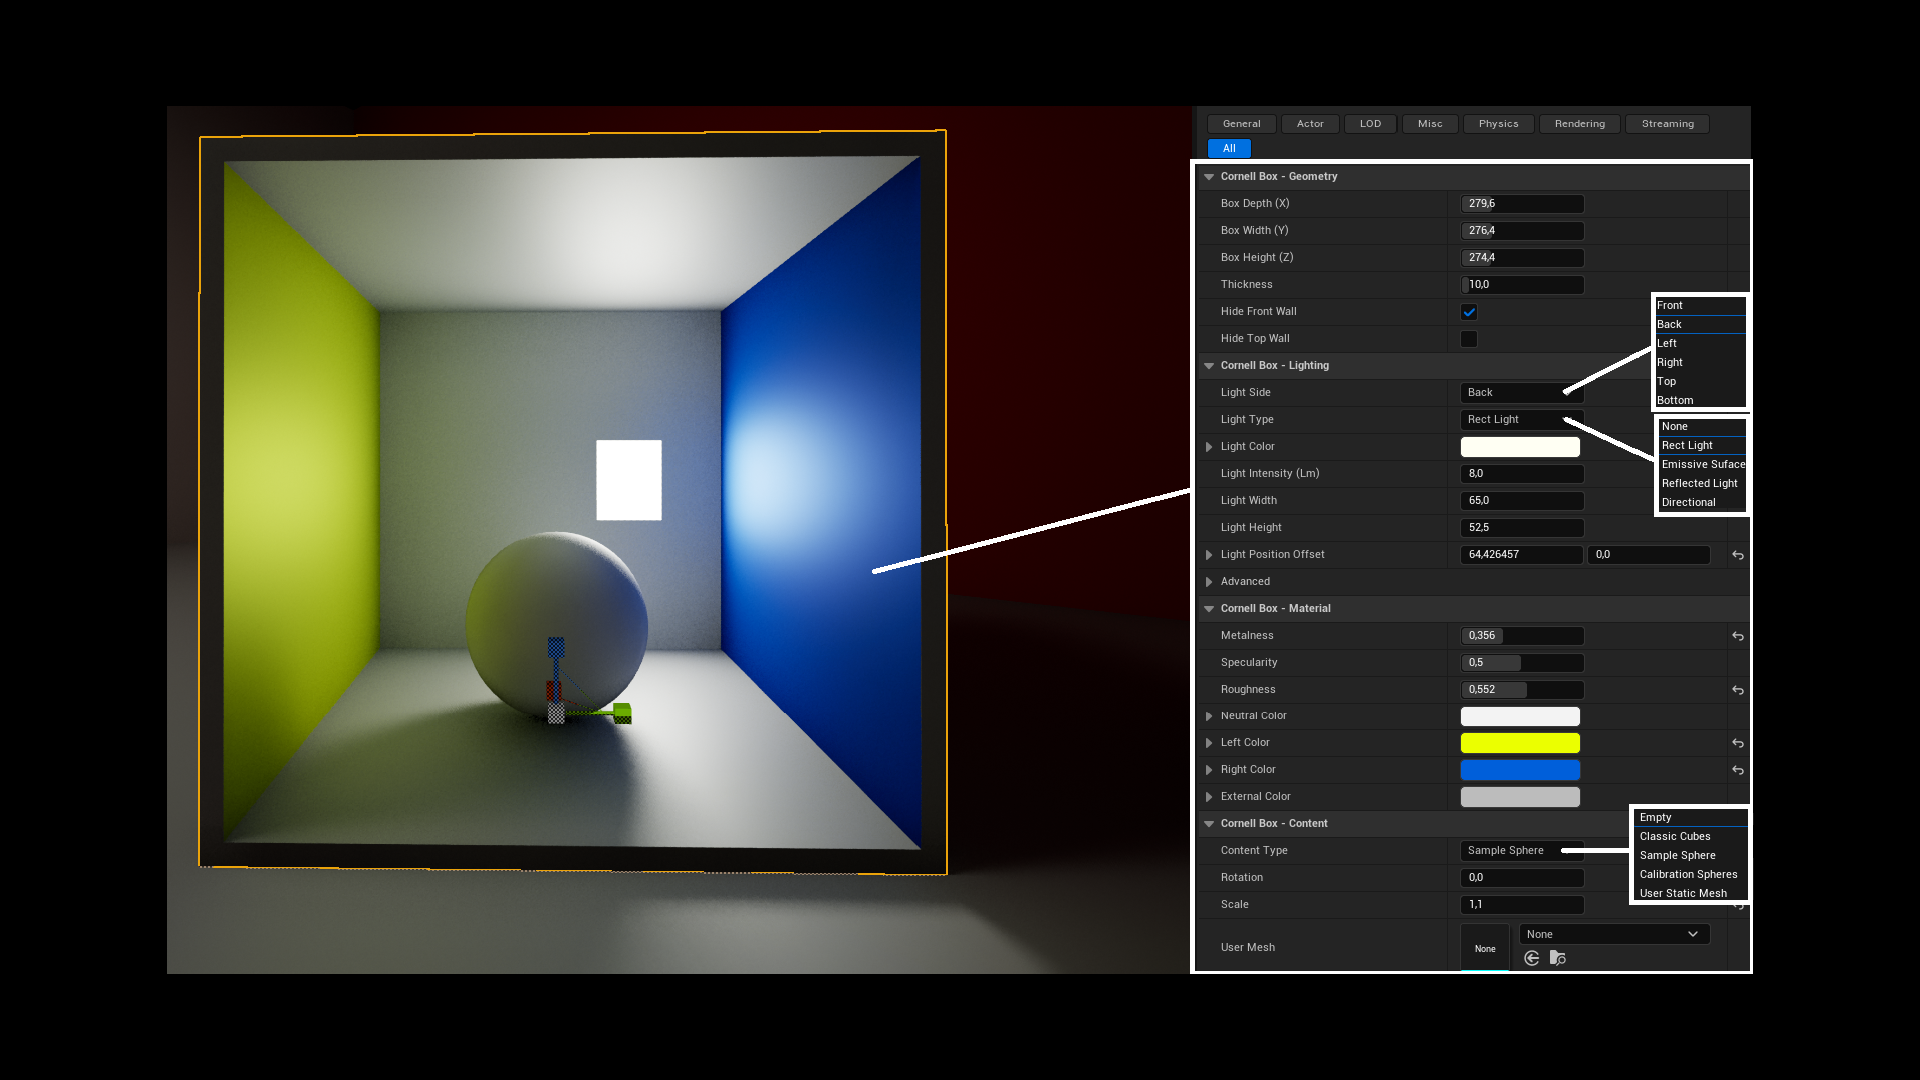 General Actor LOD Misc Physics Rendering Streaming
All
Cornell Box - Geometry
Box Depth (X) 279,6
Box Width (Y) 276,4
Box Height (Z) 274,4
Thickness 10,0
Hide Front Wall
Hide Top Wall
Cornell Box - Lighting
Light Side Back
Light Type Rect Light
Light Color
Light Intensity (Lm) 8,0
Light Width 65,0
Light Height 52,5
Light Position Offset 64,426457 0,0
Advanced
Cornell Box - Material
Metalness 0,356
Specularity 0,5
Roughness 0,552
Neutral Color
Left Color
Right Color
External Color
Cornell Box - Content
Content Type Sample Sphere
Rotation 0,0
Scale 1,1
User Mesh None None
Front
Back
Left
Right
Top
Bottom
None
Rect Light
Emissive Suface
Reflected Light
Directional
Empty
Classic Cubes
Sample Sphere
Calibration Spheres
User Static Mesh